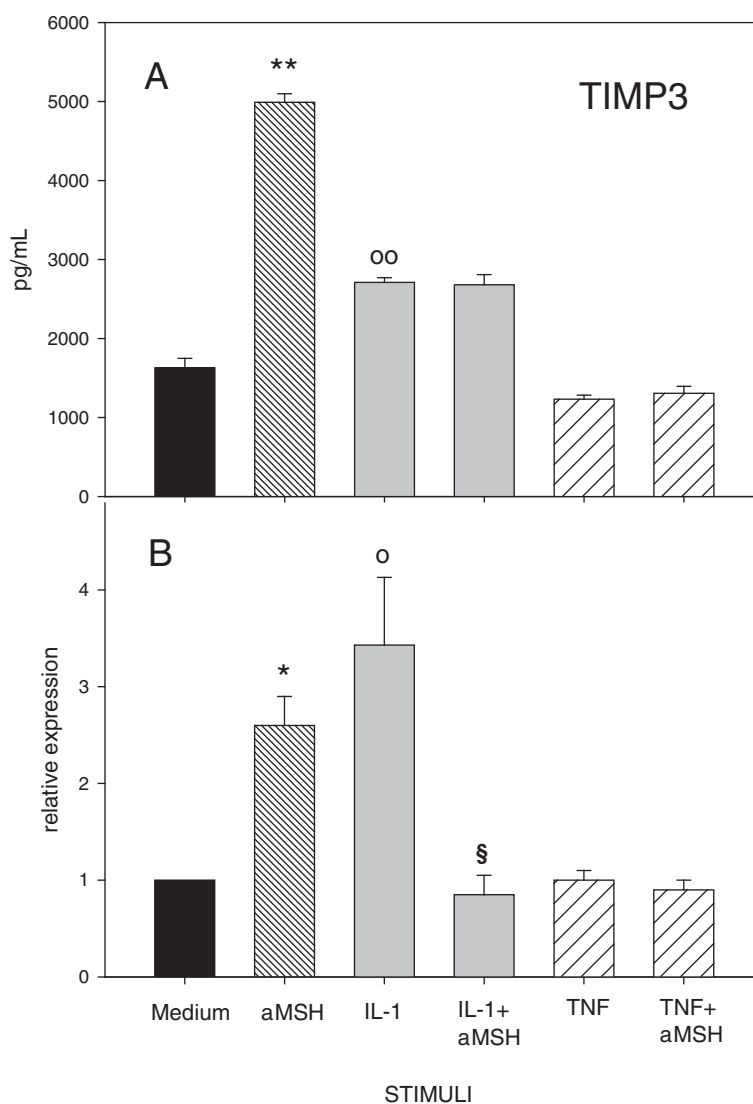 6000
A
**
TIMP3
5000
4000
pg/mL
3000
oo
2000
1000
0
B
o
4
*
3
relative expression
2
§
1
0
Medium aMSH IL-1 IL-1+ TNF TNF+
aMSH aMSH
STIMULI